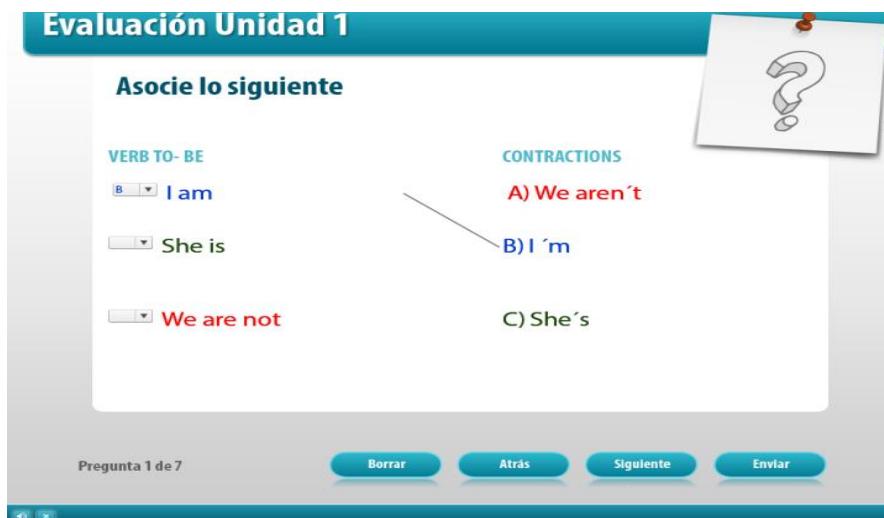 Evaluación Unidad 1
Asocie lo siguiente
VERB TO- BE
CONTRACTIONS
B I am
A) We aren´t
She is
B) I ´m
We are not
C) She´s
Pregunta 1 de 7
Borrar
Atrás
Siguiente
Enviar